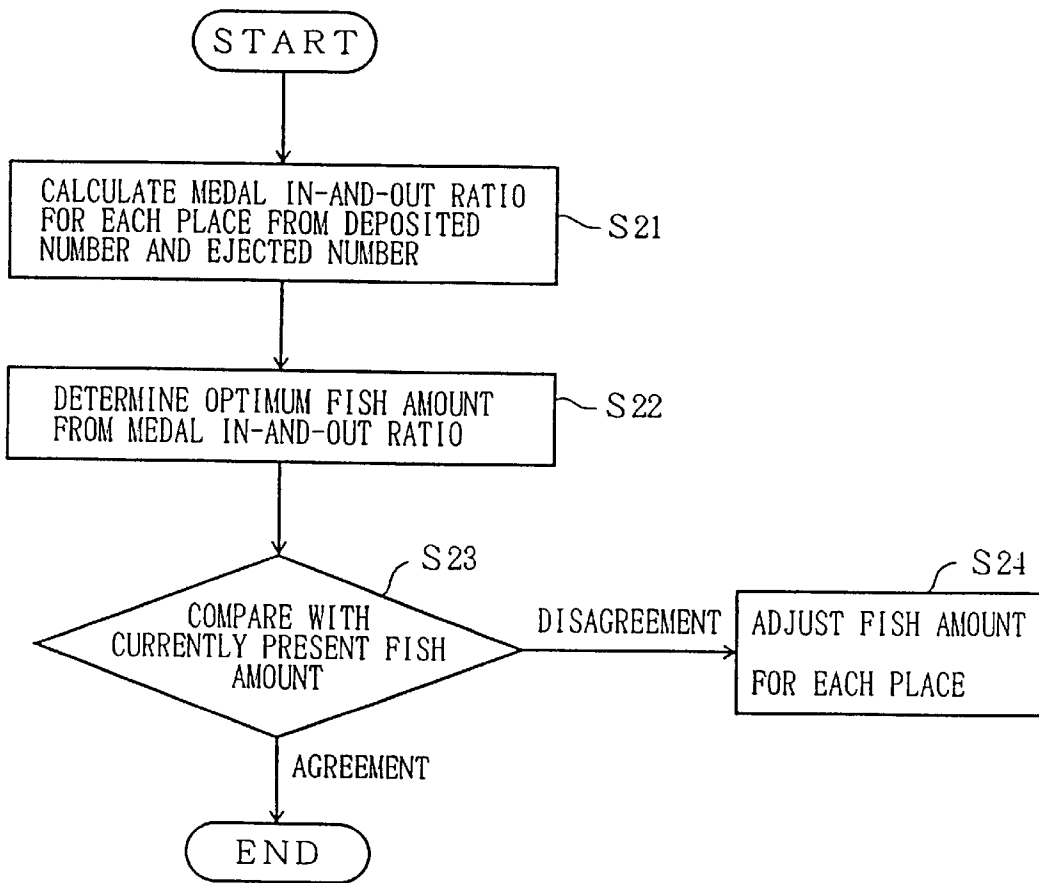 START
CALCULATE MEDAL IN-AND-OUT RATIO
FOR EACH PLACE FROM DEPOSITED
NUMBER AND EJECTED NUMBER
S21
DETERMINE OPTIMUM FISH AMOUNT
FROM MEDAL IN-AND-OUT RATIO
S22
S23
COMPARE WITH
CURRENTLY PRESENT FISH
AMOUNT
DISAGREEMENT
S24
ADJUST FISH AMOUNT
FOR EACH PLACE
AGREEMENT
END